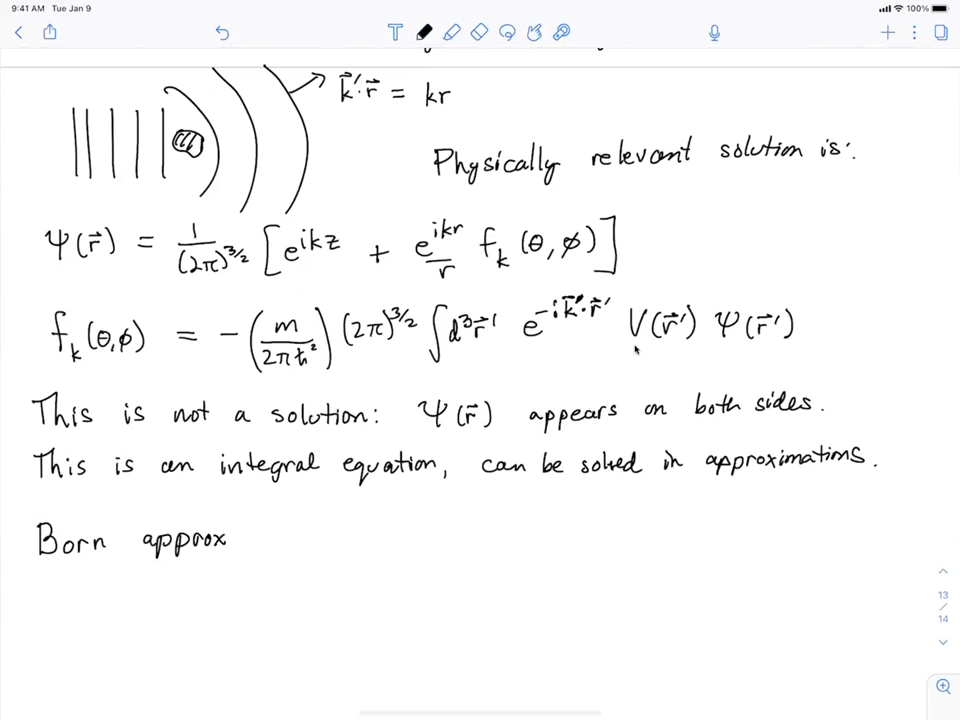 9:41 AM Tue Jan 9
100%
k⃗′·r⃗ = kr
Physically relevant solution is:
Ψ(r⃗) = 1/(2π)^3/2 [e^ikz + e^ikr/r f_k(θ,φ)]
f_k(θ,φ) = -(m/2πħ²) (2π)^3/2 ∫d³r⃗′ e^-ik⃗′·r⃗′ V(r⃗′) Ψ(r⃗′)
This is not a solution: Ψ(r⃗) appears on both sides.
This is an integral equation, can be solved in approximations.
Born approx
13
/
14